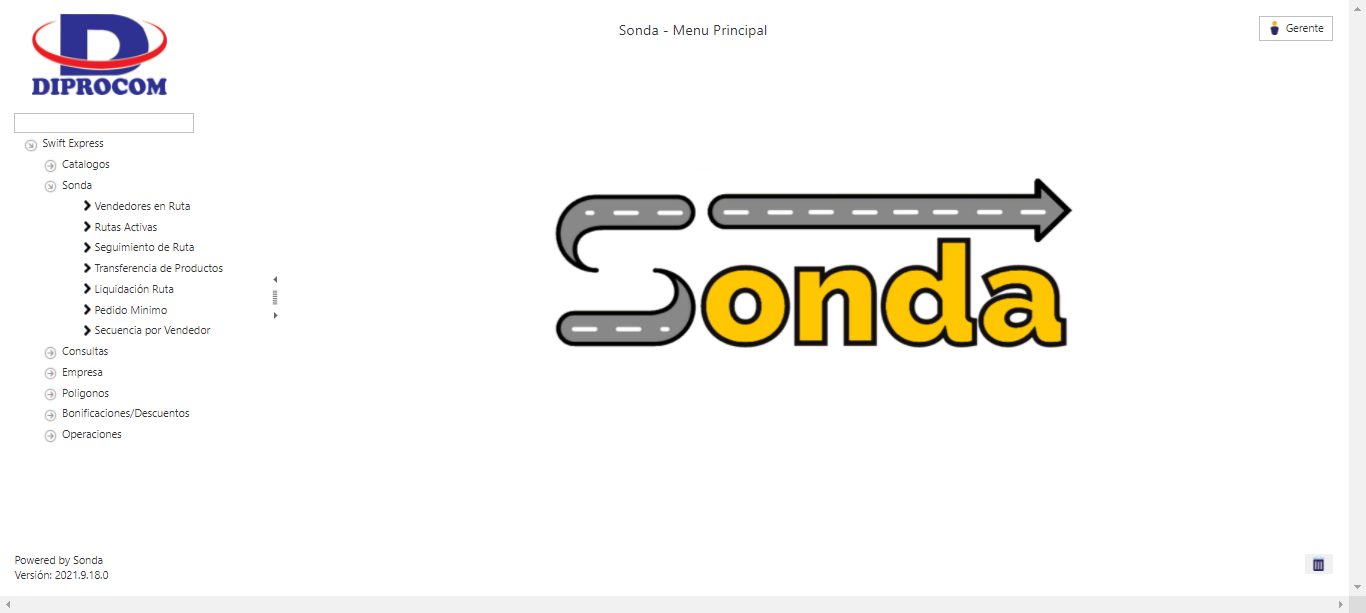 DIPROCOM
Sonda - Menu Principal
Gerente
Swift Express
Catalogos
Sonda
Vendedores en Ruta
Rutas Activas
Seguimiento de Ruta
Transferencia de Productos
Liquidación Ruta
Pedido Minimo
Secuencia por Vendedor
Consultas
Empresa
Poligonos
Bonificaciones/Descuentos
Operaciones
Sonda
Powered by Sonda
Versión: 2021.9.18.0